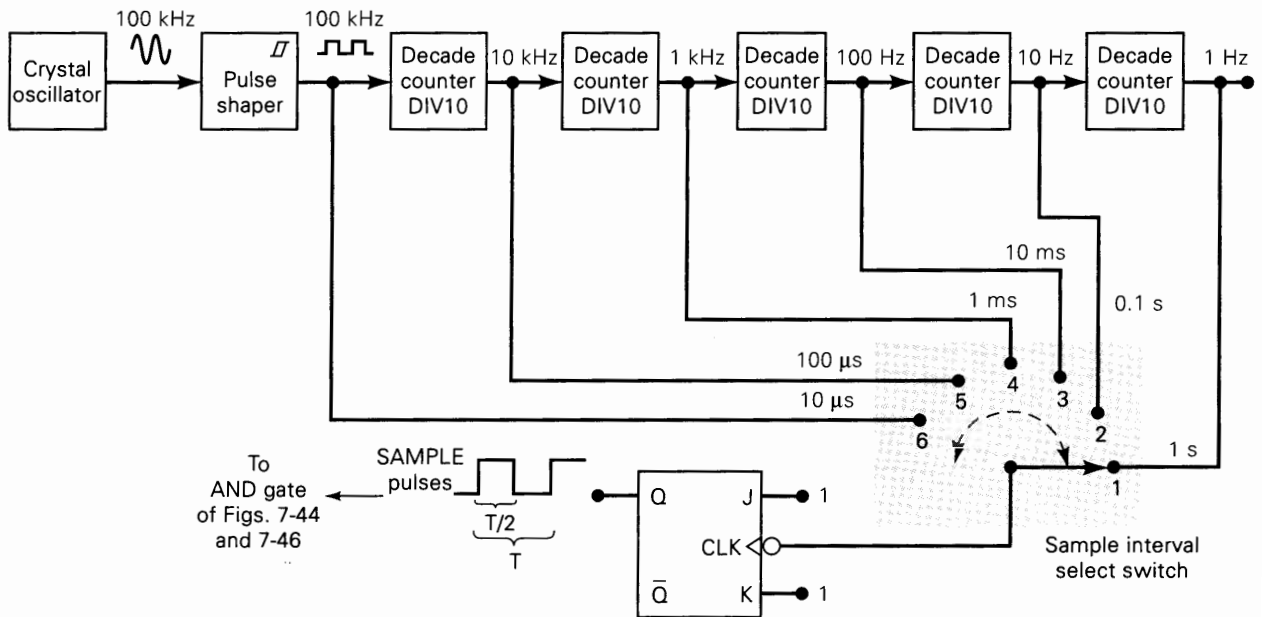 100 kHz
100 kHz
Crystal
oscillator
Pulse
shaper
Decade
counter
DIV10
10 kHz
Decade
counter
DIV10
1 kHz
Decade
counter
DIV10
100 Hz
Decade
counter
DIV10
10 Hz
Decade
counter
DIV10
1 Hz
10 ms
1 ms
0.1 s
100 μs
10 μs
4
3
5
2
6
1 s
1
To
AND gate
of Figs. 7-44
and 7-46
SAMPLE
pulses
T/2
T
Q
J
1
CLK
Q̅
K
1
Sample interval
select switch